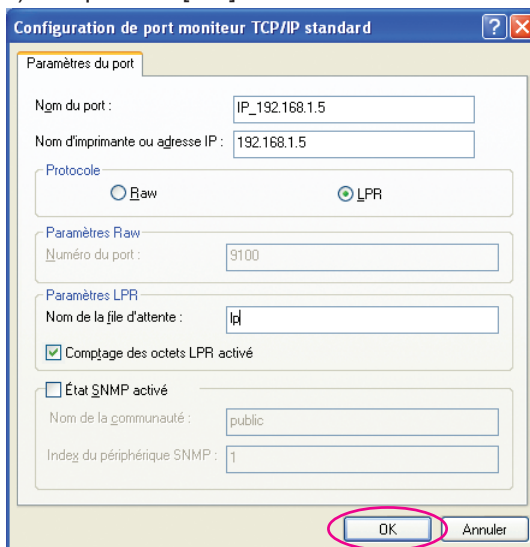 Configuration de port moniteur TCP/IP standard
Paramètres du port
Nom du port :
IP_192.168.1.5
Nom d'imprimante ou adresse IP :
192.168.1.5
Protocole
Raw
LPR
Paramètres Raw
Numéro du port :
9100
Paramètres LPR
Nom de la file d'attente :
lp
Comptage des octets LPR activé
État SNMP activé
Nom de la communauté :
public
Index du périphérique SNMP :
1
OK
Annuler